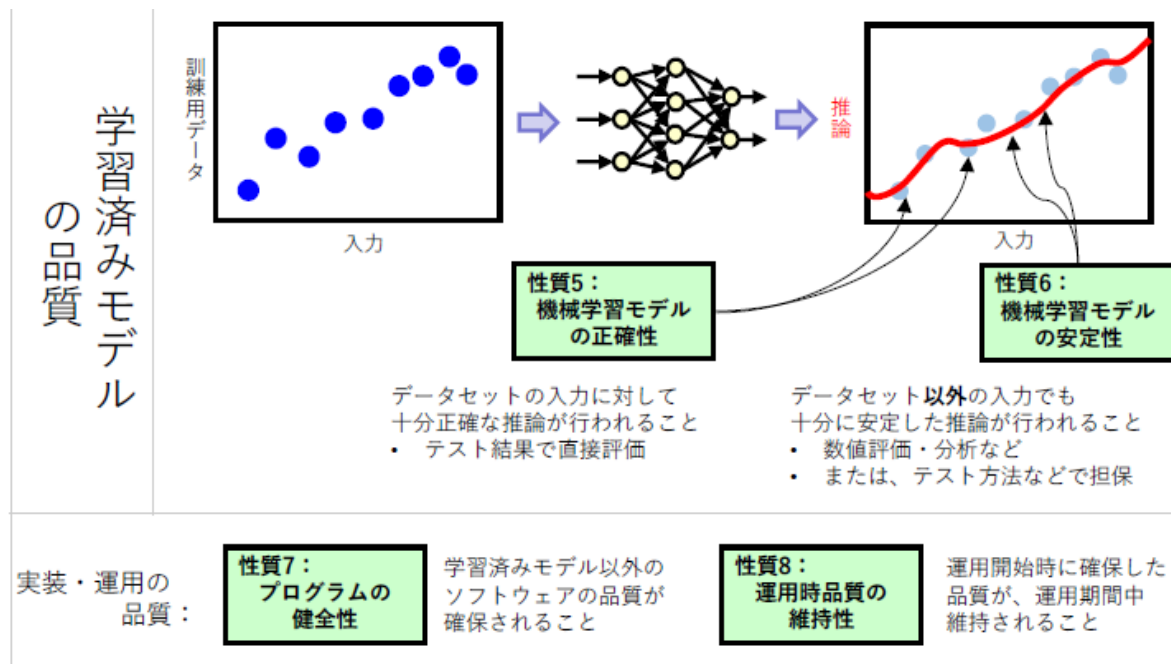 学習済みモデル
の品質
訓練用データ
入力
推論
入力
性質5：
機械学習モデル
の正確性
性質6：
機械学習モデル
の安定性
データセットの入力に対して
十分正確な推論が行われること
• テスト結果で直接評価
データセット以外の入力でも
十分に安定した推論が行われること
• 数値評価・分析など
• または、テスト方法などで担保
実装・運用の
品質：
性質7：
プログラムの
健全性
学習済みモデル以外の
ソフトウェアの品質が
確保されること
性質8：
運用時品質の
維持性
運用開始時に確保した
品質が、運用期間中
維持されること